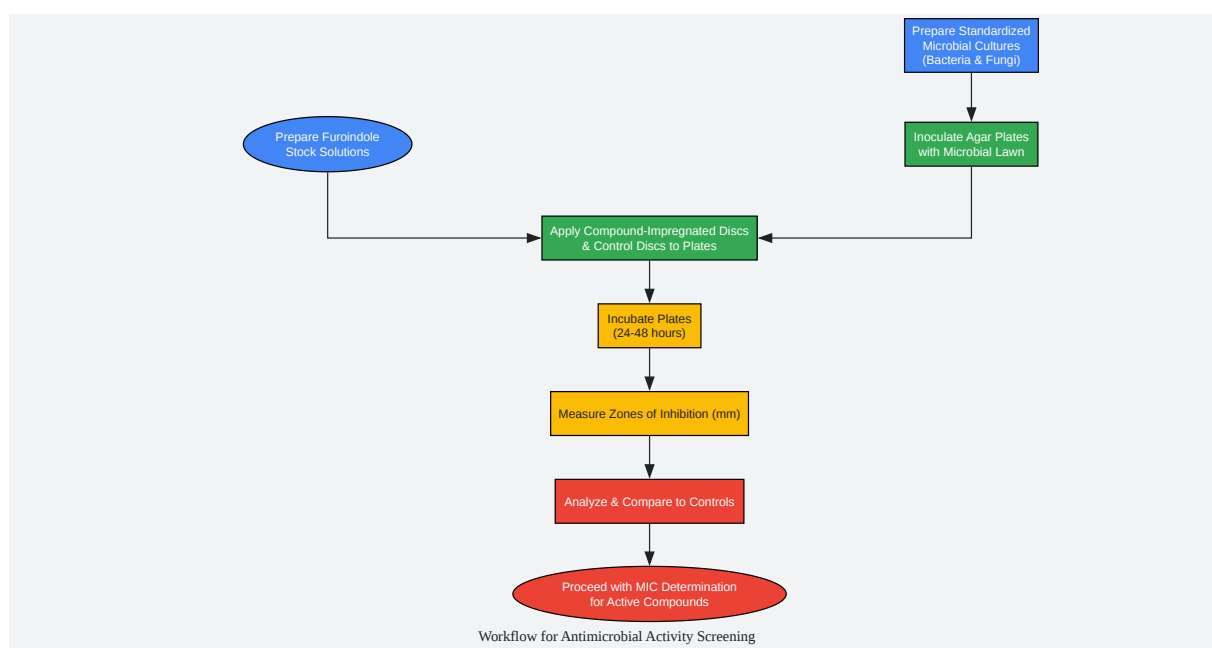 Prepare Standardized
Microbial Cultures
(Bacteria & Fungi)
Prepare Furoindole
Stock Solutions
Inoculate Agar Plates
with Microbial Lawn
Apply Compound-Impregnated Discs
& Control Discs to Plates
Incubate Plates
(24-48 hours)
Measure Zones of Inhibition (mm)
Analyze & Compare to Controls
Proceed with MIC Determination
for Active Compounds
Workflow for Antimicrobial Activity Screening